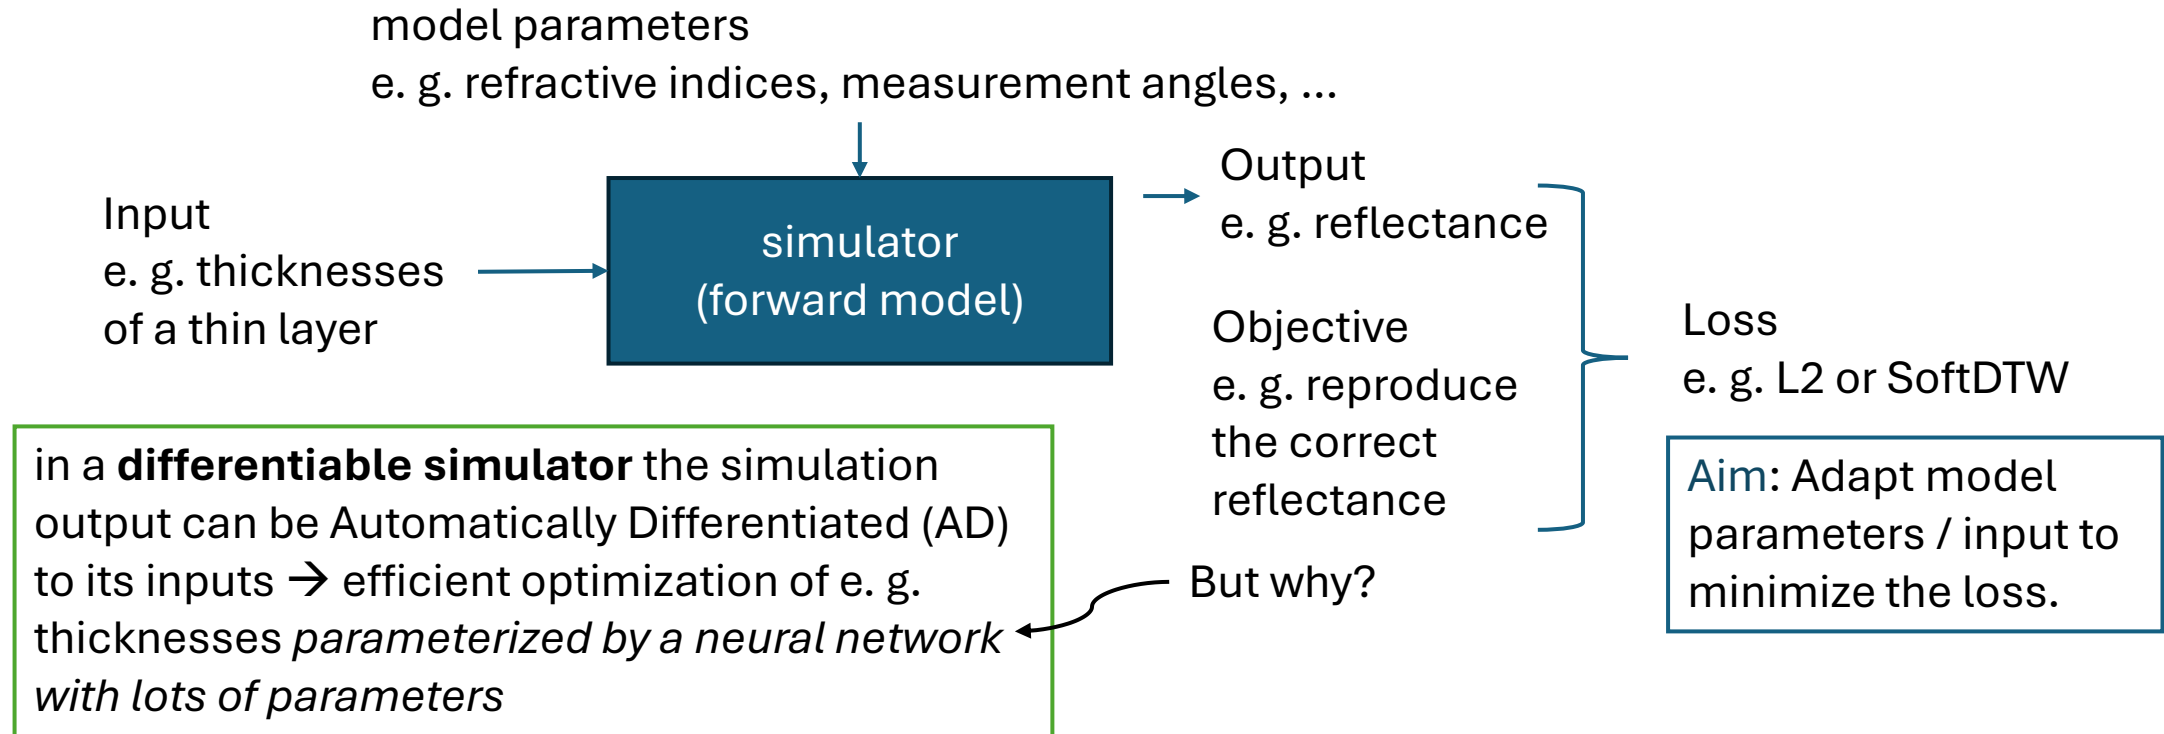 model parameters
e. g. refractive indices, measurement angles, ...
Input
e. g. thicknesses
of a thin layer
simulator
(forward model)
Output
e. g. reflectance
Objective
e. g. reproduce
the correct
reflectance
Loss
e. g. L2 or SoftDTW
Aim: Adapt model
parameters / input to
minimize the loss.
in a differentiable simulator the simulation
output can be Automatically Differentiated (AD)
to its inputs → efficient optimization of e. g.
thicknesses parameterized by a neural network
with lots of parameters
But why?